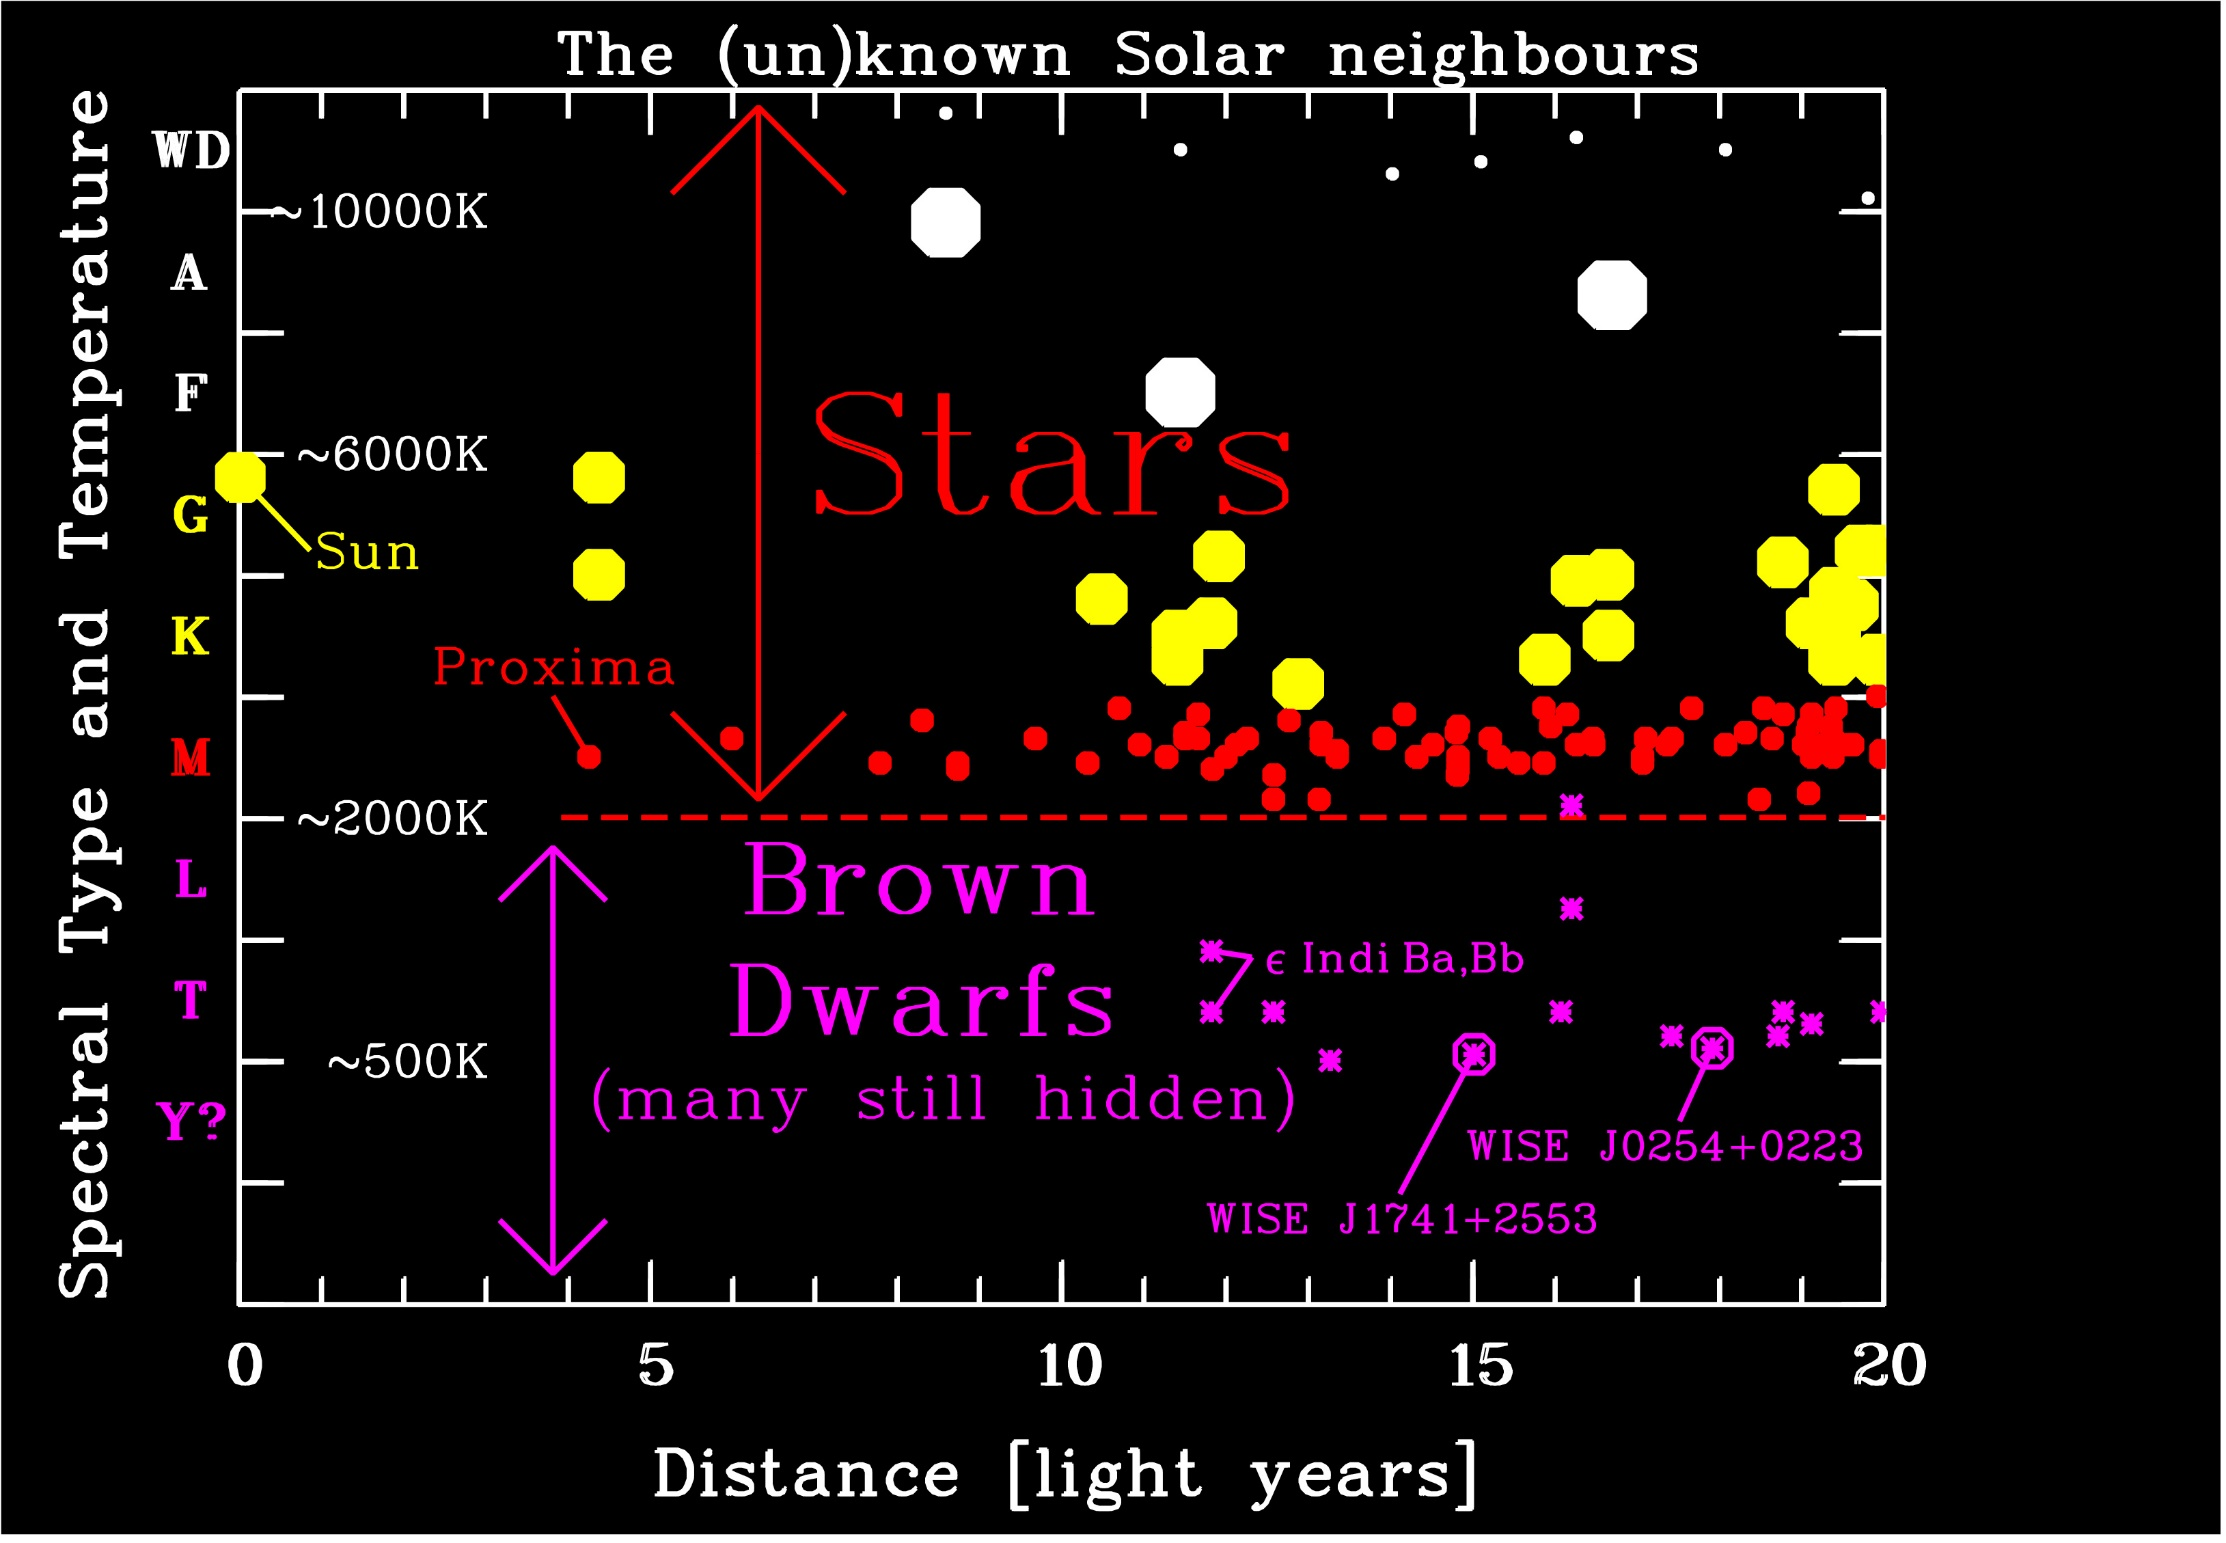 The (un)known Solar neighbours
Spectral Type and Temperature
WD
~10000K
A
F
~6000K
Stars
G
Sun
K
Proxima
M
~2000K
Brown
L
ϵ Indi Ba,Bb
Dwarfs
T
~500K
(many still hidden)
Y?
WISE J0254+0223
WISE J1741+2553
0 5 10 15 20
Distance [light years]